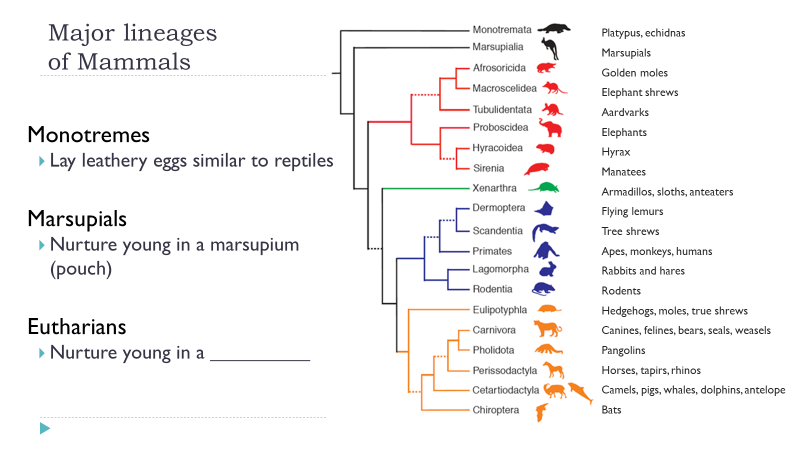 Major lineages
of Mammals
Monotremes
Lay leathery eggs similar to reptiles
Marsupials
Nurture young in a marsupium
(pouch)
Eutharians
Nurture young in a ___________
Monotremata Platypus, echidnas
Marsupialia Marsupials
Afrosoricida Golden moles
Macroscelidea Elephant shrews
Tubulidentata Aardvarks
Proboscidea Elephants
Hyracoidea Hyrax
Sirenia Manatees
Xenarthra Armadillos, sloths, anteaters
Dermoptera Flying lemurs
Scandentia Tree shrews
Primates Apes, monkeys, humans
Lagomorpha Rabbits and hares
Rodentia Rodents
Eulipotyphla Hedgehogs, moles, true shrews
Carnivora Canines, felines, bears, seals, weasels
Pholidota Pangolins
Perissodactyla Horses, tapirs, rhinos
Cetartiodactyla Camels, pigs, whales, dolphins, antelope
Chiroptera Bats